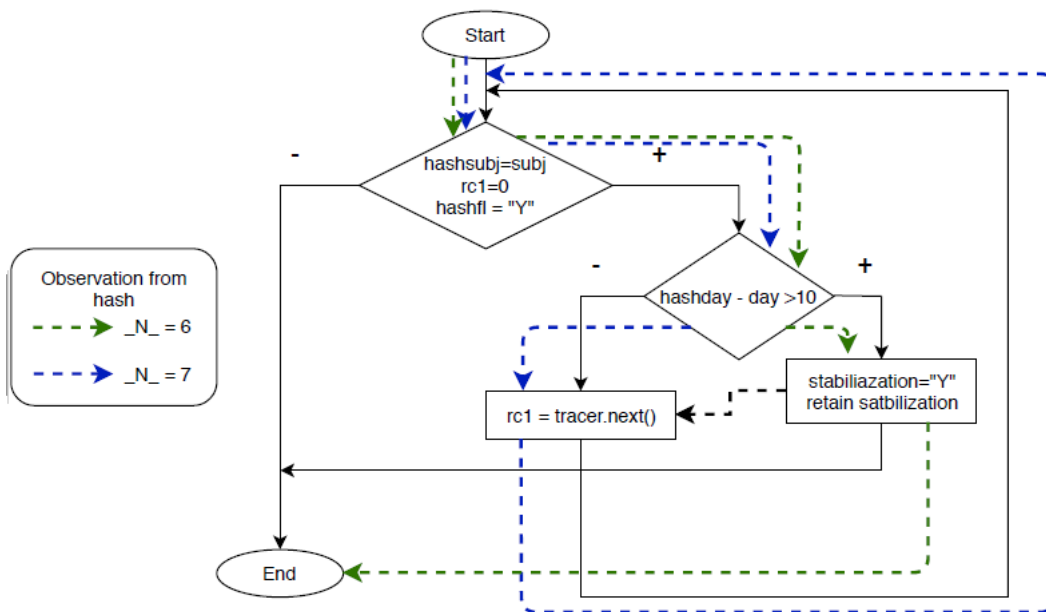 Start
-
+
hashsubj=subj
rc1=0
hashfl = "Y"
Observation from
hash
_N_ = 6
_N_ = 7
-
+
hashday - day >10
stabiliazation="Y"
retain satbilization
rc1 = tracer.next()
End